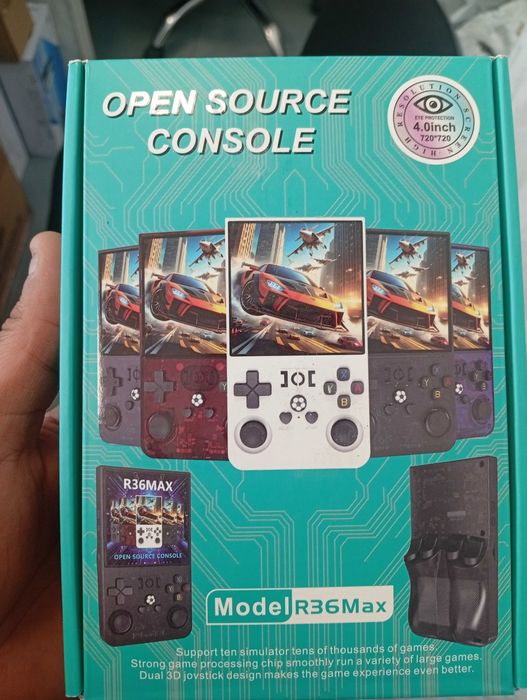 OPEN SOURCE
CONSOLE
RESOLUTION SCREEN HIGH
EYE PROTECTION
4.0inch
720*720
X
Y
A
B
R36MAX
OPEN SOURCE CONSOLE
Model R36Max
Support ten simulator tens of thousands of games.
Strong game processing chip smoothly run a variety of large games.
Dual 3D joystick design makes the game experience even better.